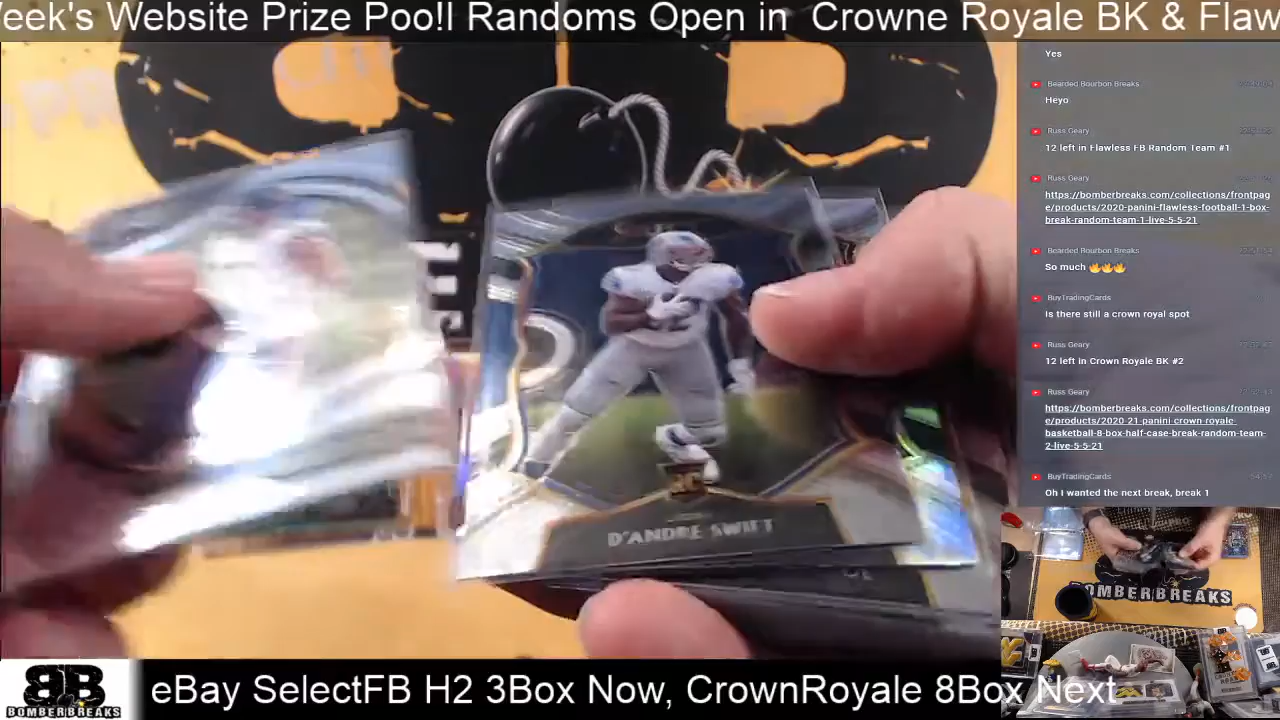 eek's Website Prize Poo!! Randoms Open in  Crowne Royale BK & Flaw
Yes
Bearded Bourbon Breaks
Heyo
Russ Geary
12 left in Flawless FB Random Team #1
Russ Geary
https://bomberbreaks.com/collections/frontpag
e/products/2020-panini-flawless-football-1-box-
break-random-team-1-live-5-5-21
Bearded Bourbon Breaks
So much 🔥🔥🔥
BuyTradingCards
Is there still a crown royal spot
Russ Geary
12 left in Crown Royale BK #2
Russ Geary
https://bomberbreaks.com/collections/frontpag
e/products/2020-21-panini-crown-royale-
basketball-8-box-half-case-break-random-team-
2-live-5-5-21
BuyTradingCards
Oh I wanted the next break, break 1
D'ANDRE SWIFT
BOMBERBREAKS
BB
BOMBERBREAKS
eBay SelectFB H2 3Box Now, CrownRoyale 8Box Next